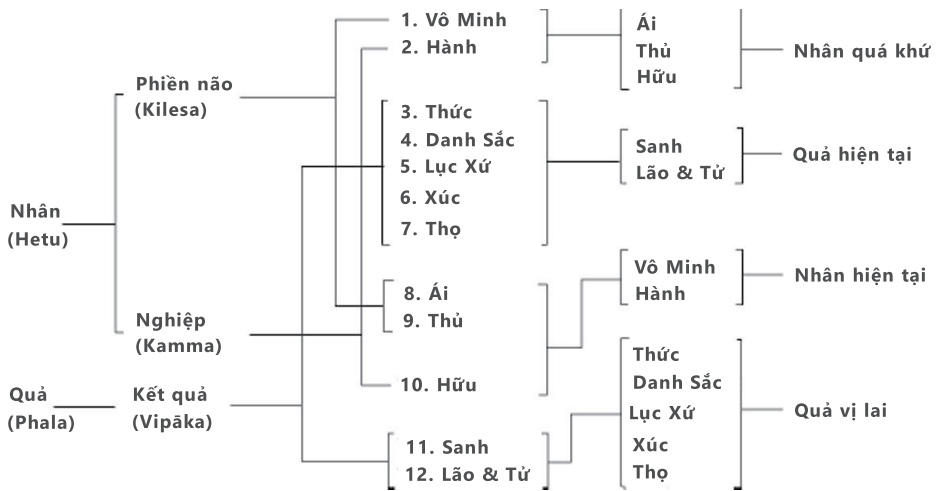 Nhân
(Hetu)
Quả
(Phala)
Phiền não
(Kilesa)
Nghiệp
(Kamma)
Kết quả
(Vipāka)
1. Vô Minh
2. Hành
3. Thức
4. Danh Sắc
5. Lục Xứ
6. Xúc
7. Thọ
8. Ái
9. Thủ
10. Hữu
11. Sanh
12. Lão & Tử
Ái
Thủ
Hữu
Sanh
Lão & Tử
Vô Minh
Hành
Thức
Danh Sắc
Lục Xứ
Xúc
Thọ
Nhân quá khứ
Quả hiện tại
Nhân hiện tại
Quả vị lai